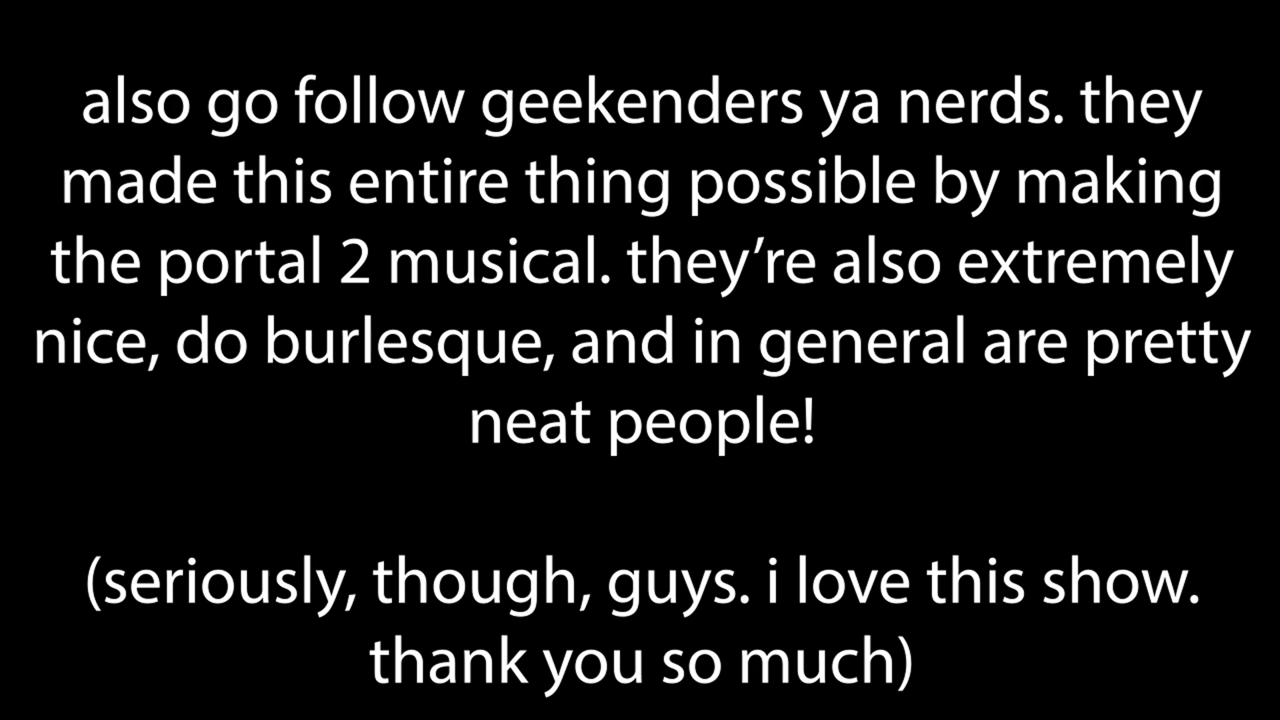 also go follow geekenders ya nerds. they
made this entire thing possible by making
the portal 2 musical. they’re also extremely
nice, do burlesque, and in general are pretty
neat people!
(seriously, though, guys. i love this show.
thank you so much)